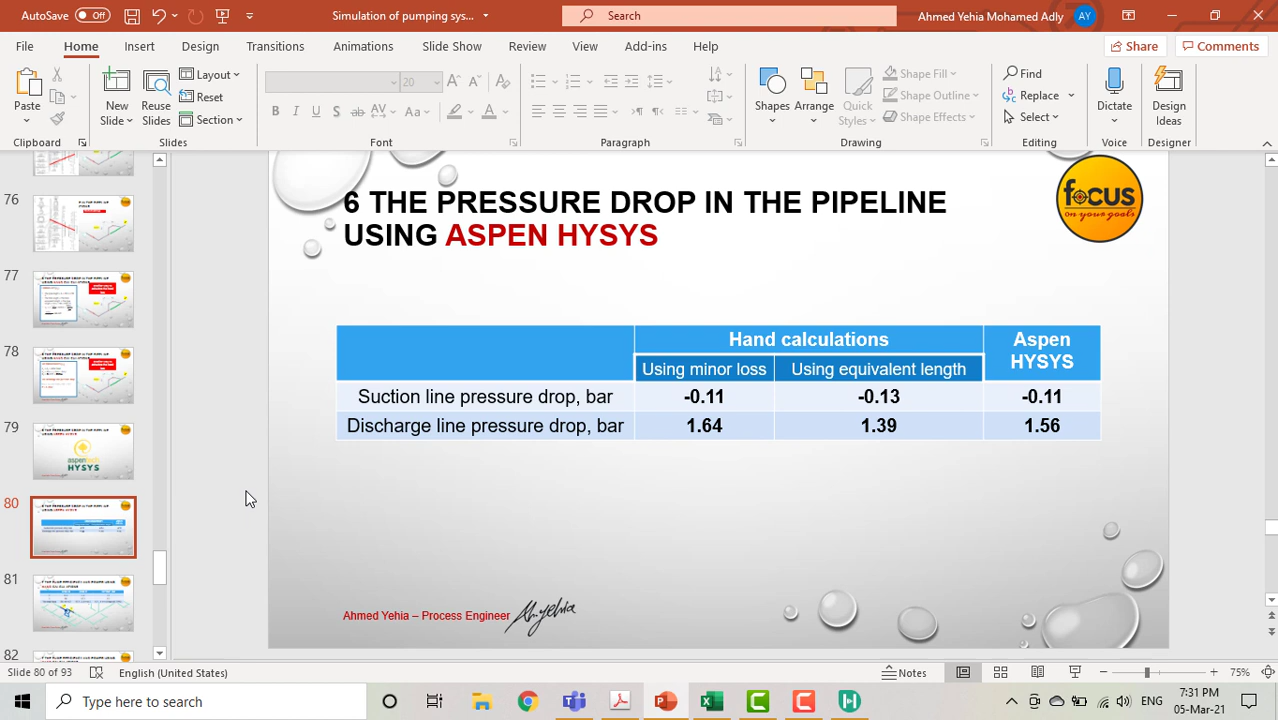 AutoSave Off
Simulation of pumping sys...
Search
Ahmed Yehia Mohamed Adly
AY
File
Home
Insert
Design
Transitions
Animations
Slide Show
Review
View
Add-ins
Help
Share
Comments
Paste
New Slide
Reuse Slides
Layout
Reset
Section
20
B
I
U
S
ab
AV
Aa
A
Shapes
Arrange
Quick Styles
Shape Fill
Shape Outline
Shape Effects
Find
Replace
Select
Dictate
Design Ideas
Clipboard
Slides
Font
Paragraph
Drawing
Editing
Voice
Designer
76
77
78
79
aspentech
HYSYS
80
81
82
6 THE PRESSURE DROP IN THE PIPELINE
USING ASPEN HYSYS
focus
on your goals
Hand calculations
Aspen HYSYS
Using minor loss
Using equivalent length
Suction line pressure drop, bar -0.11 -0.13 -0.11
Discharge line pressure drop, bar 1.64 1.39 1.56
Ahmed Yehia – Process Engineer
Slide 80 of 93
English (United States)
Notes
75%
Type here to search
ENG
7:31 PM
05-Mar-21